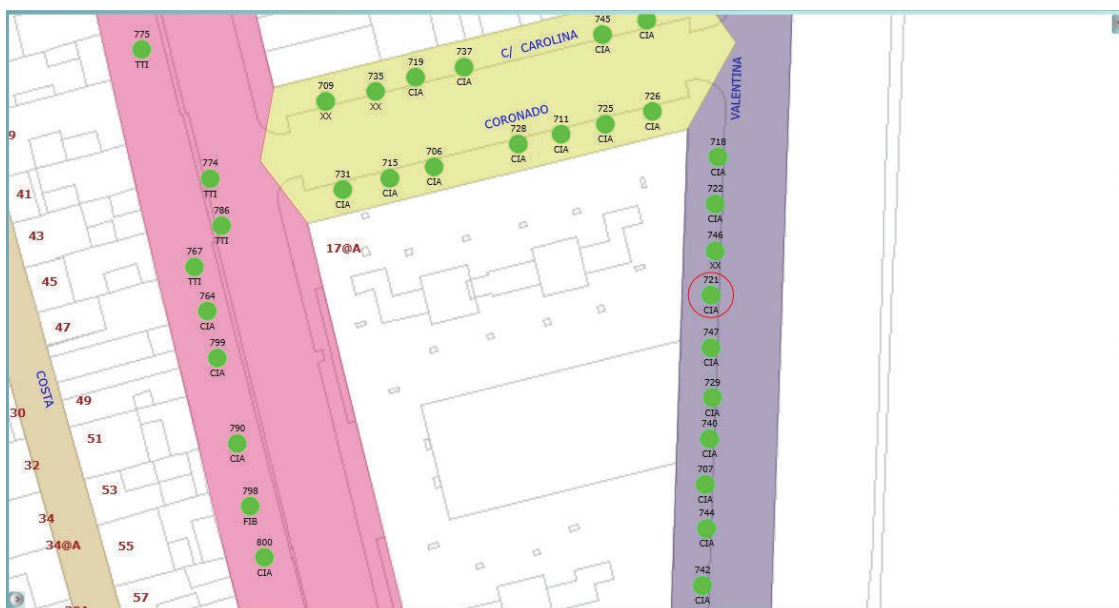 775
TTI
745
CIA
CIA
C/ CAROLINA
737
CIA
719
CIA
735
XX
709
XX
VALENTINA
CORONADO
726
CIA
725
CIA
711
CIA
728
CIA
706
CIA
715
CIA
731
CIA
9
774
TTI
41
786
TTI
43
767
TTI
45
764
CIA
47
799
CIA
17@A
718
CIA
722
CIA
746
XX
721
CIA
747
CIA
729
CIA
740
CIA
707
CIA
744
CIA
742
CIA
COSTA
49
30
51
790
CIA
32
53
798
FIB
34
34@A
55
800
CIA
57